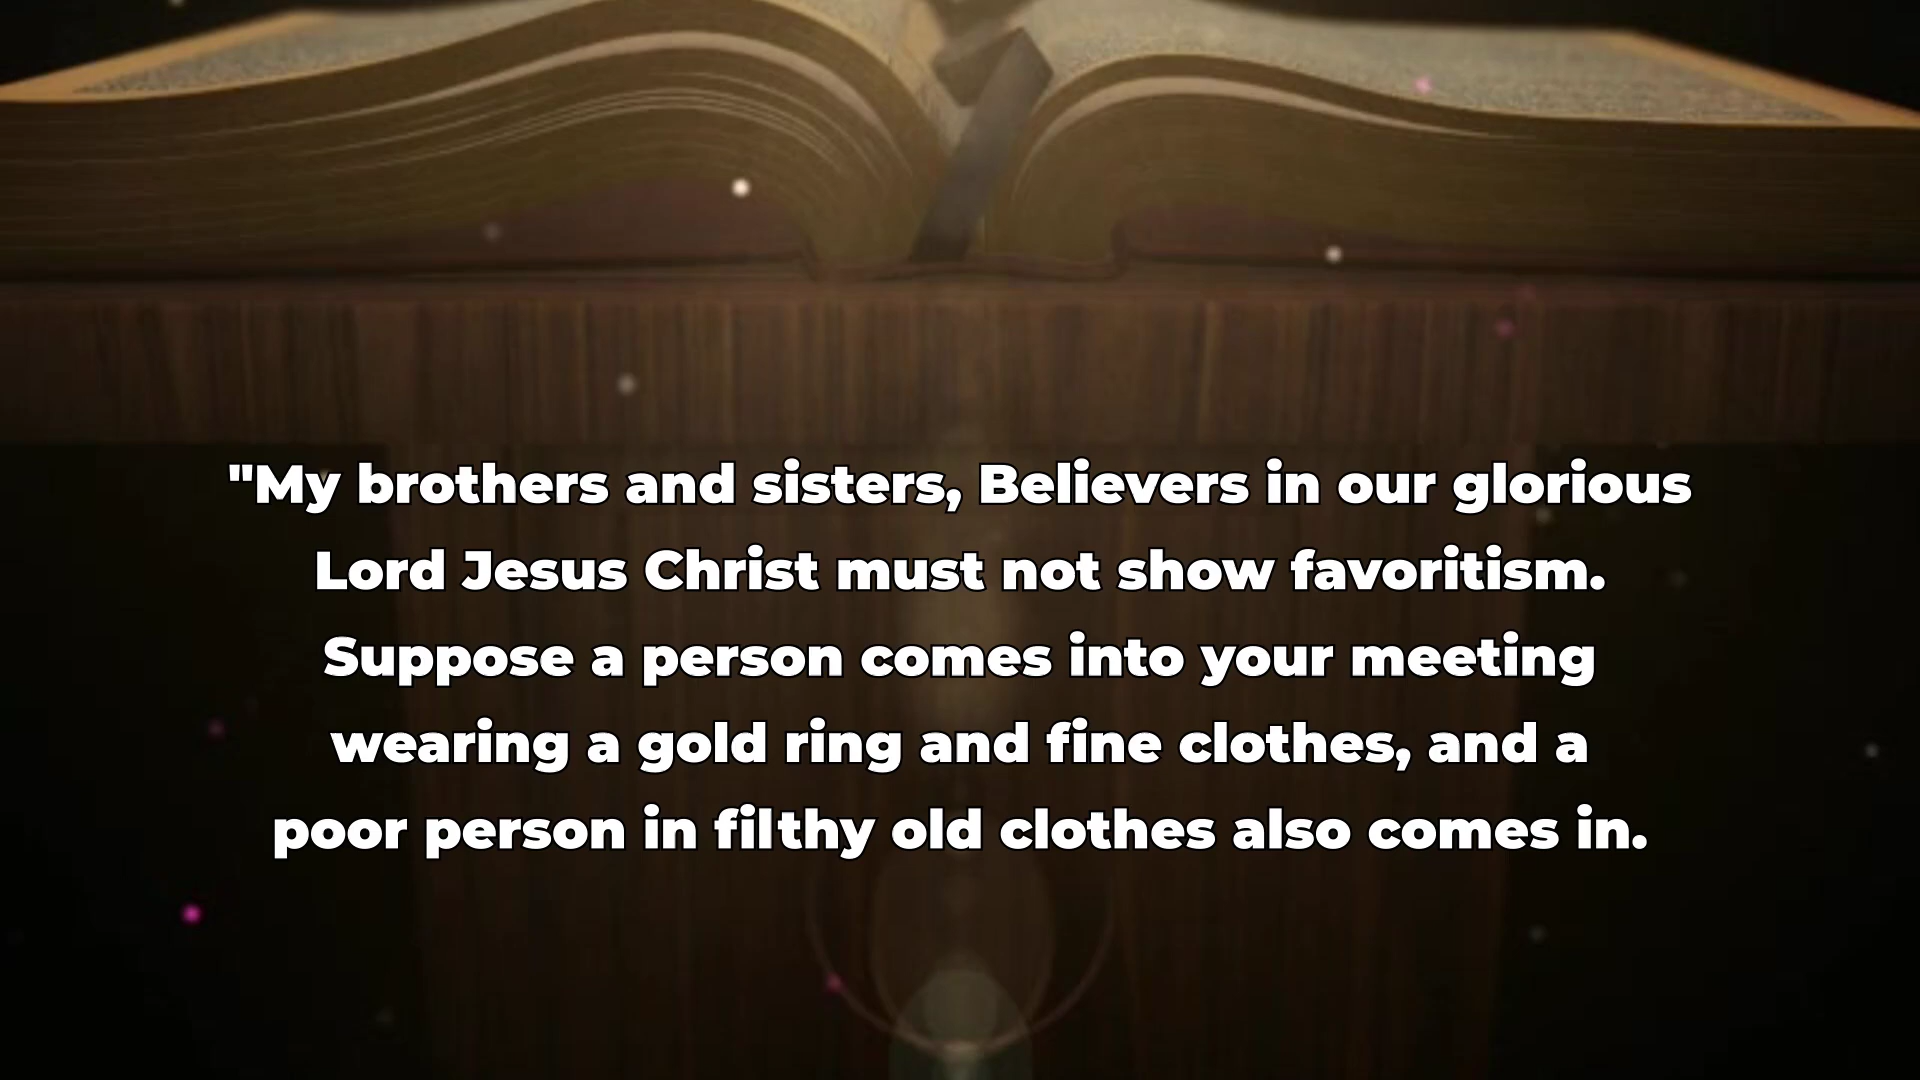 "My brothers and sisters, Believers in our glorious
Lord Jesus Christ must not show favoritism.
Suppose a person comes into your meeting
wearing a gold ring and fine clothes, and a
poor person in filthy old clothes also comes in.